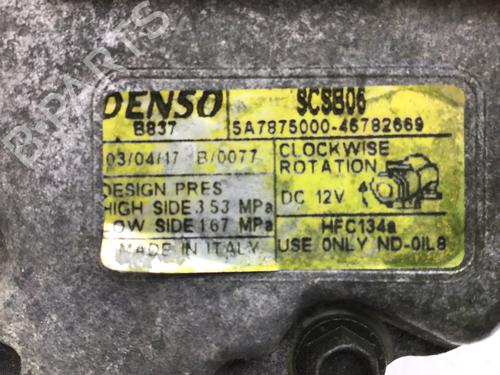 B-PARTS
DENSO
SCSB06
B837
5A7875000-46782669
03/04/17 B/0077
CLOCKWISE
ROTATION
DESIGN PRES
DC 12V
HIGH SIDE 3 53 MPa
LOW SIDE 1 67 MPa
HFC134a
MADE IN ITALY
USE ONLY ND-OIL8